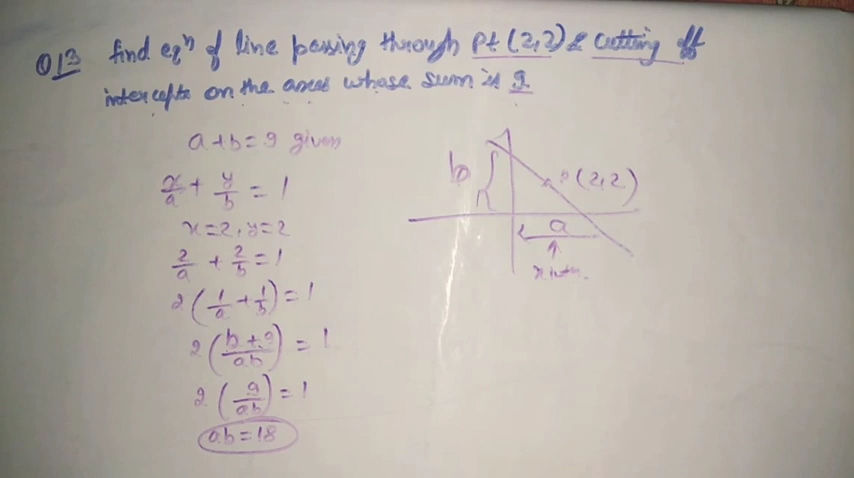 Q13 find eqⁿ of line passing through pt (2,2) & cutting off
intercepts on the axes whose sum is 9
a+b=9 given
x/a + y/b = 1
x=2, y=2
2/a + 2/b = 1
2(1/a + 1/b) = 1
2(b+a/ab) = 1
2(9/ab) = 1
ab=18
b
P(2,2)
a